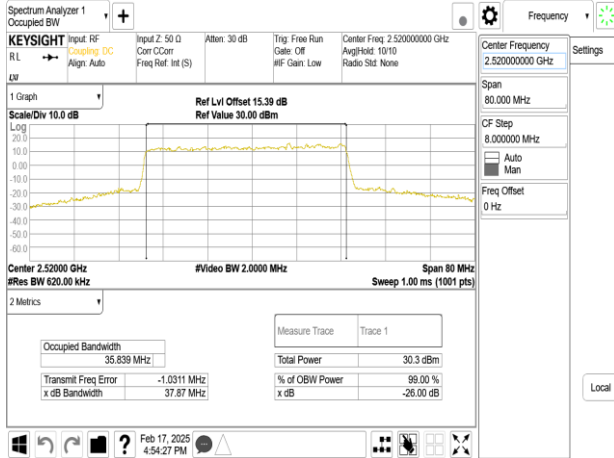 Spectrum Analyzer 1
Occupied BW
Frequency
Settings
KEYSIGHT
RL
Input: RF
Coupling: DC
Align: Auto
Input Z: 50 Ω
Corr CCorr
Freq Ref: Int (S)
Atten: 30 dB
Trig: Free Run
Gate: Off
#IF Gain: Low
Center Freq: 2.520000000 GHz
Avg|Hold: 10/10
Radio Std: None
Center Frequency
2.520000000 GHz
Span
80.000 MHz
CF Step
8.000000 MHz
Auto
Man
Freq Offset
0 Hz
Local
1 Graph
Scale/Div 10.0 dB
Ref Lvl Offset 15.39 dB
Ref Value 30.00 dBm
Log
20.0
10.0
0.00
-10.0
-20.0
-30.0
-40.0
-50.0
-60.0
Center 2.52000 GHz
#Res BW 620.00 kHz
#Video BW 2.0000 MHz
Span 80 MHz
Sweep 1.00 ms (1001 pts)
2 Metrics
Measure Trace
Trace 1
Occupied Bandwidth
35.839 MHz
Total Power
30.3 dBm
Transmit Freq Error
-1.0311 MHz
% of OBW Power
99.00 %
x dB Bandwidth
37.87 MHz
x dB
-26.00 dB
?
Feb 17, 2025
4:54:27 PM